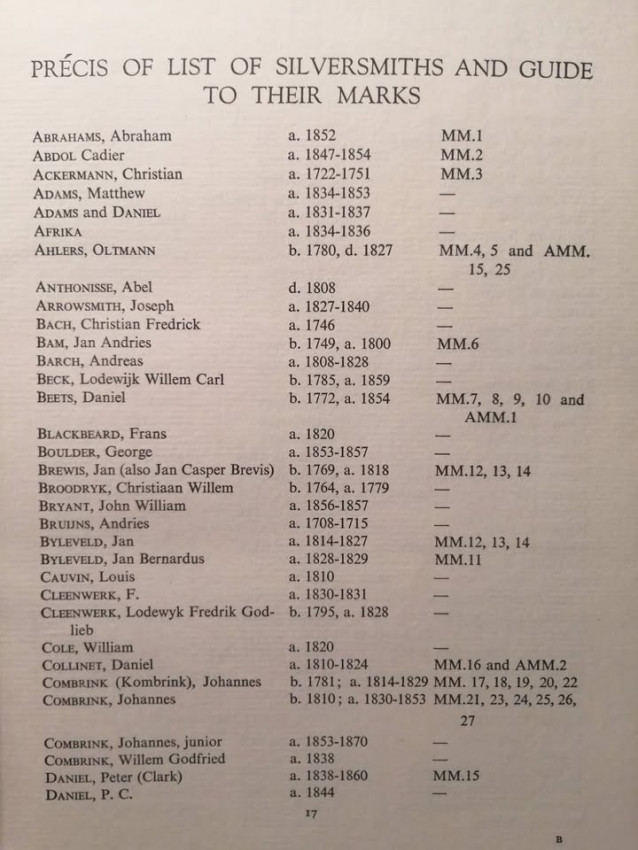 PRÉCIS OF LIST OF SILVERSMITHS AND GUIDE
TO THEIR MARKS
ABRAHAMS, Abraham a. 1852 MM.1
ABDOL Cadier a. 1847-1854 MM.2
ACKERMANN, Christian a. 1722-1751 MM.3
ADAMS, Matthew a. 1834-1853 —
ADAMS and DANIEL a. 1831-1837 —
AFRIKA a. 1834-1836 —
AHLERS, OLTMANN b. 1780, d. 1827 MM.4, 5 and AMM.
15, 25
ANTHONISSE, Abel d. 1808 —
ARROWSMITH, Joseph a. 1827-1840 —
BACH, Christian Fredrick a. 1746 —
BAM, Jan Andries b. 1749, a. 1800 MM.6
BARCH, Andreas a. 1808-1828 —
BECK, Lodewijk Willem Carl b. 1785, a. 1859 —
BEETS, Daniel b. 1772, a. 1854 MM.7, 8, 9, 10 and
AMM.1
BLACKBEARD, Frans a. 1820 —
BOULDER, George a. 1853-1857 —
BREWIS, Jan (also Jan Casper Brevis) b. 1769, a. 1818 MM.12, 13, 14
BROODRYK, Christiaan Willem b. 1764, a. 1779 —
BRYANT, John William a. 1856-1857 —
BRUIJNS, Andries a. 1708-1715 —
BYLEVELD, Jan a. 1814-1827 MM.12, 13, 14
BYLEVELD, Jan Bernardus a. 1828-1829 MM.11
CAUVIN, Louis a. 1810 —
CLEENWERK, F. a. 1830-1831 —
CLEENWERK, Lodewyk Fredrik God- b. 1795, a. 1828 —
lieb
COLE, William a. 1820 —
COLLINET, Daniel a. 1810-1824 MM.16 and AMM.2
COMBRINK (Kombrink), Johannes b. 1781; a. 1814-1829 MM. 17, 18, 19, 20, 22
COMBRINK, Johannes b. 1810; a. 1830-1853 MM.21, 23, 24, 25, 26,
27
COMBRINK, Johannes, junior a. 1853-1870 —
COMBRINK, Willem Godfried a. 1838 —
DANIEL, Peter (Clark) a. 1838-1860 MM.15
DANIEL, P. C. a. 1844 —
17
B